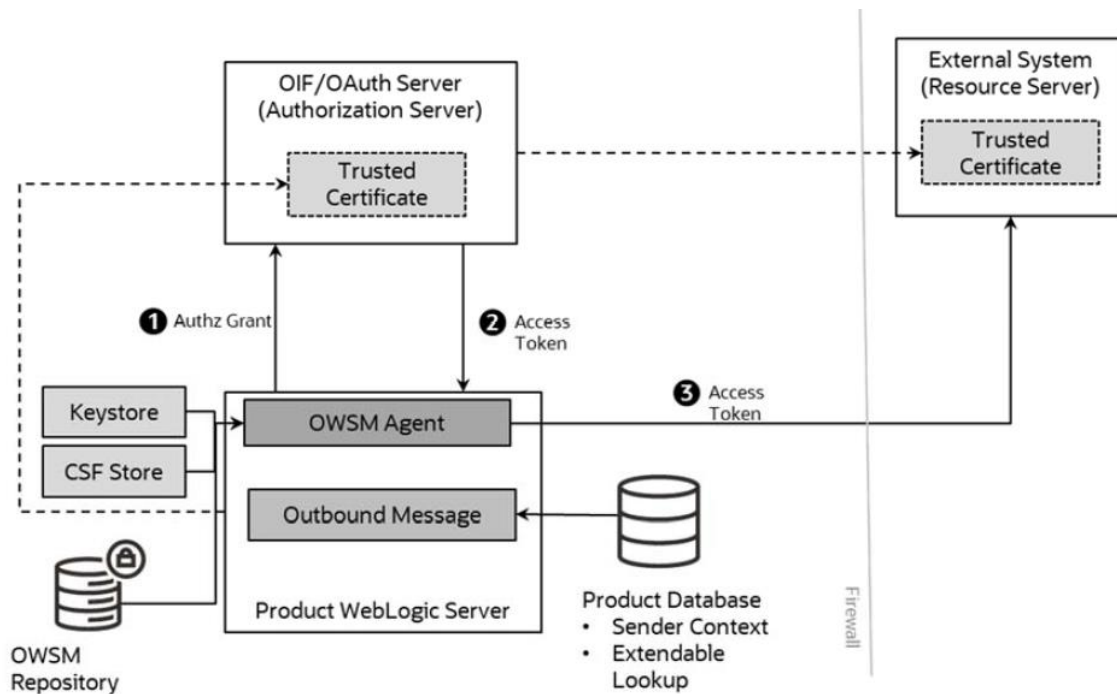 OIF/OAuth Server
(Authorization Server)
Trusted
Certificate
External System
(Resource Server)
Trusted
Certificate
1 Authz Grant
2 Access
Token
3 Access
Token
Keystore
CSF Store
OWSM Agent
Outbound Message
Product WebLogic Server
OWSM
Repository
Product Database
• Sender Context
• Extendable
Lookup
Firewall